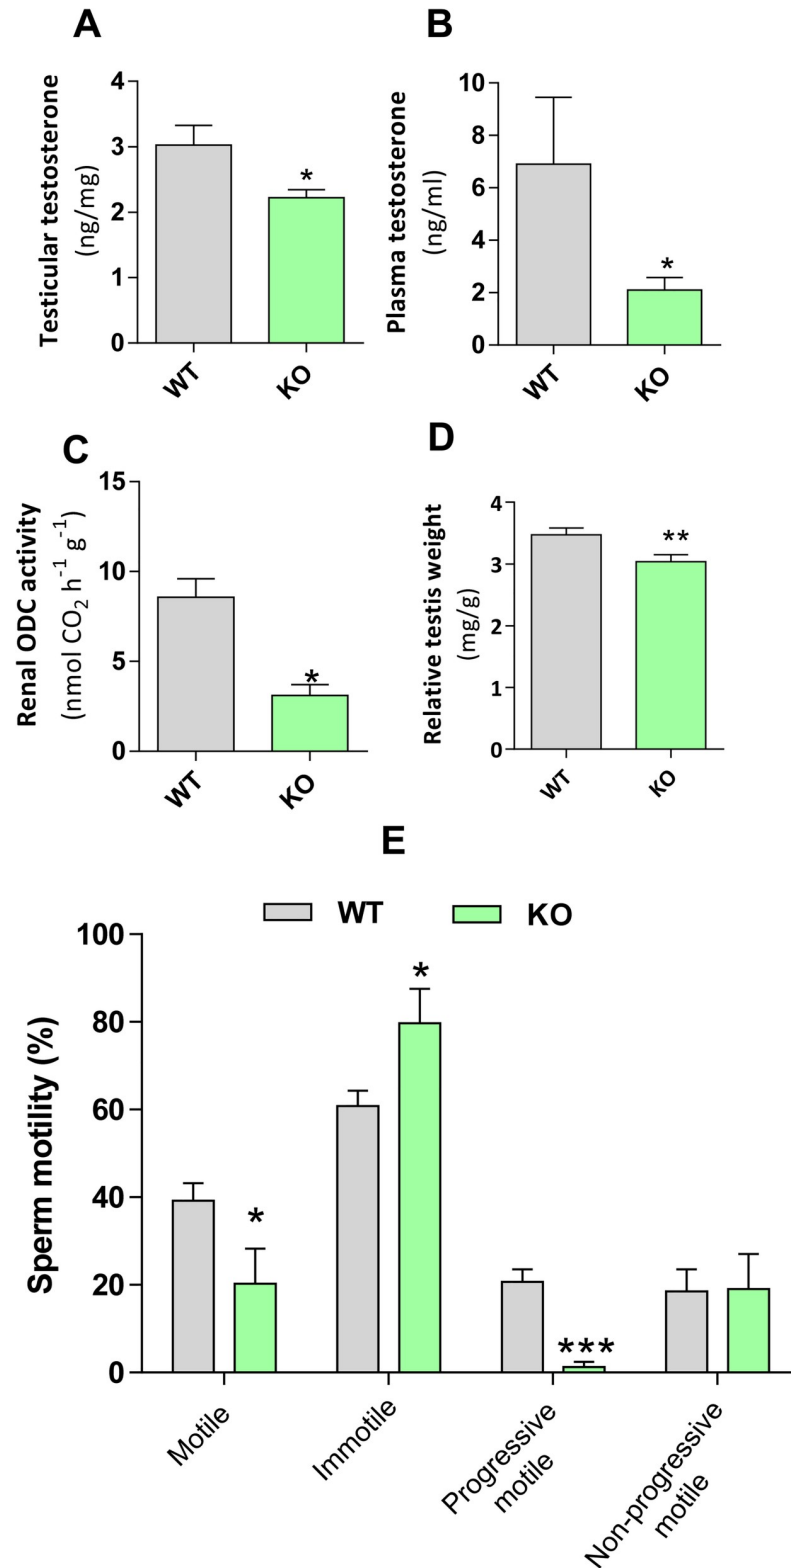 A
Testicular testosterone
(ng/mg)
4
3
2
1
0
*
WT
KO
B
Plasma testosterone
(ng/ml)
10
8
6
4
2
0
*
WT
KO
C
Renal ODC activity
(nmol CO2 h-1 g-1)
15
10
5
0
*
WT
KO
D
Relative testis weight
(mg/g)
4
3
2
1
0
**
WT
KO
E
WT
KO
Sperm motility (%)
100
80
60
40
20
0
*
*
***
Motile
Immotile
Progressive
motile
Non-progressive
motile